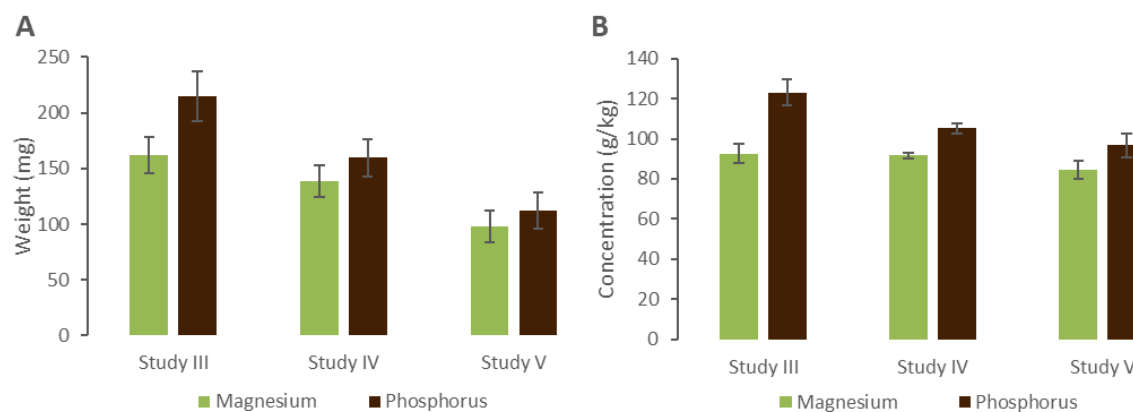 A
Weight (mg)
250
200
150
100
50
0
Study III Study IV Study V
Magnesium Phosphorus
B
Concentration (g/kg)
140
120
100
80
60
40
20
0
Study III Study IV Study V
Magnesium Phosphorus